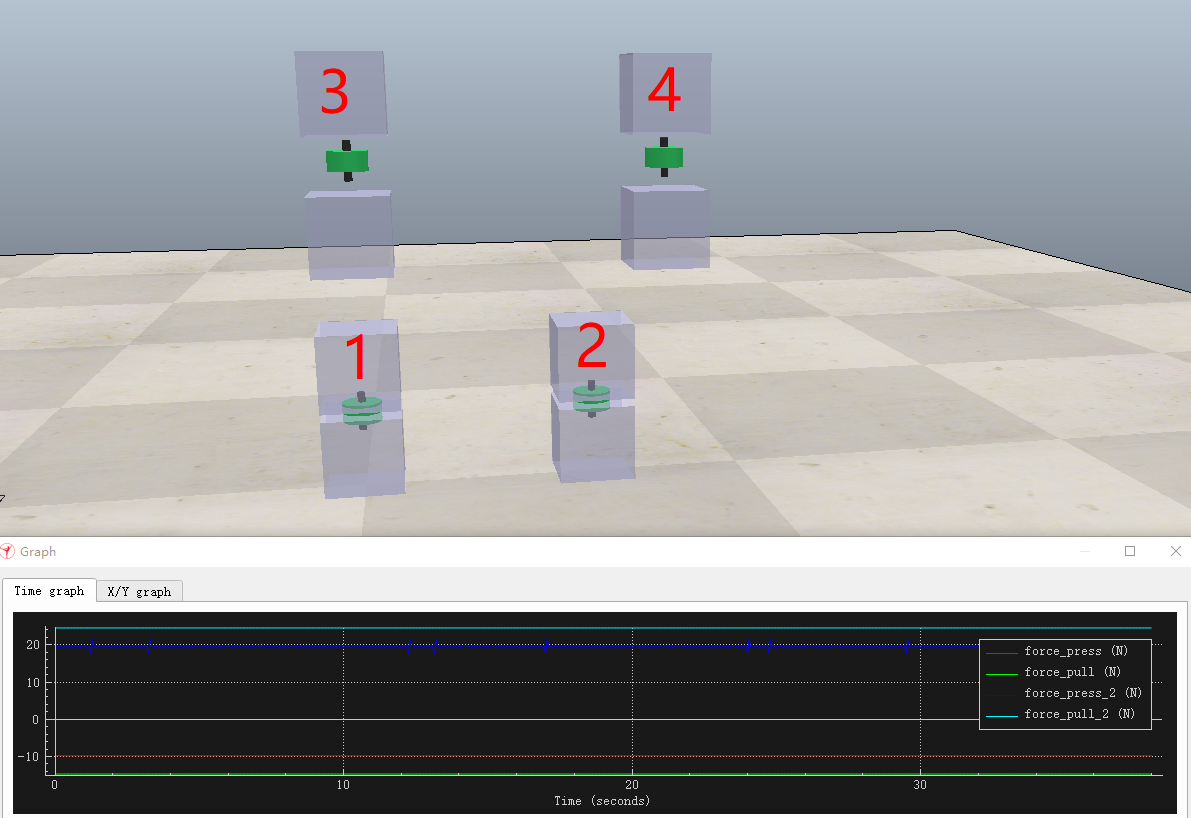 3
4
1
2
Graph
Time graph
X/Y graph
20
10
0
-10
force_press (N)
force_pull (N)
force_press_2 (N)
force_pull_2 (N)
0
10
20
30
Time (seconds)